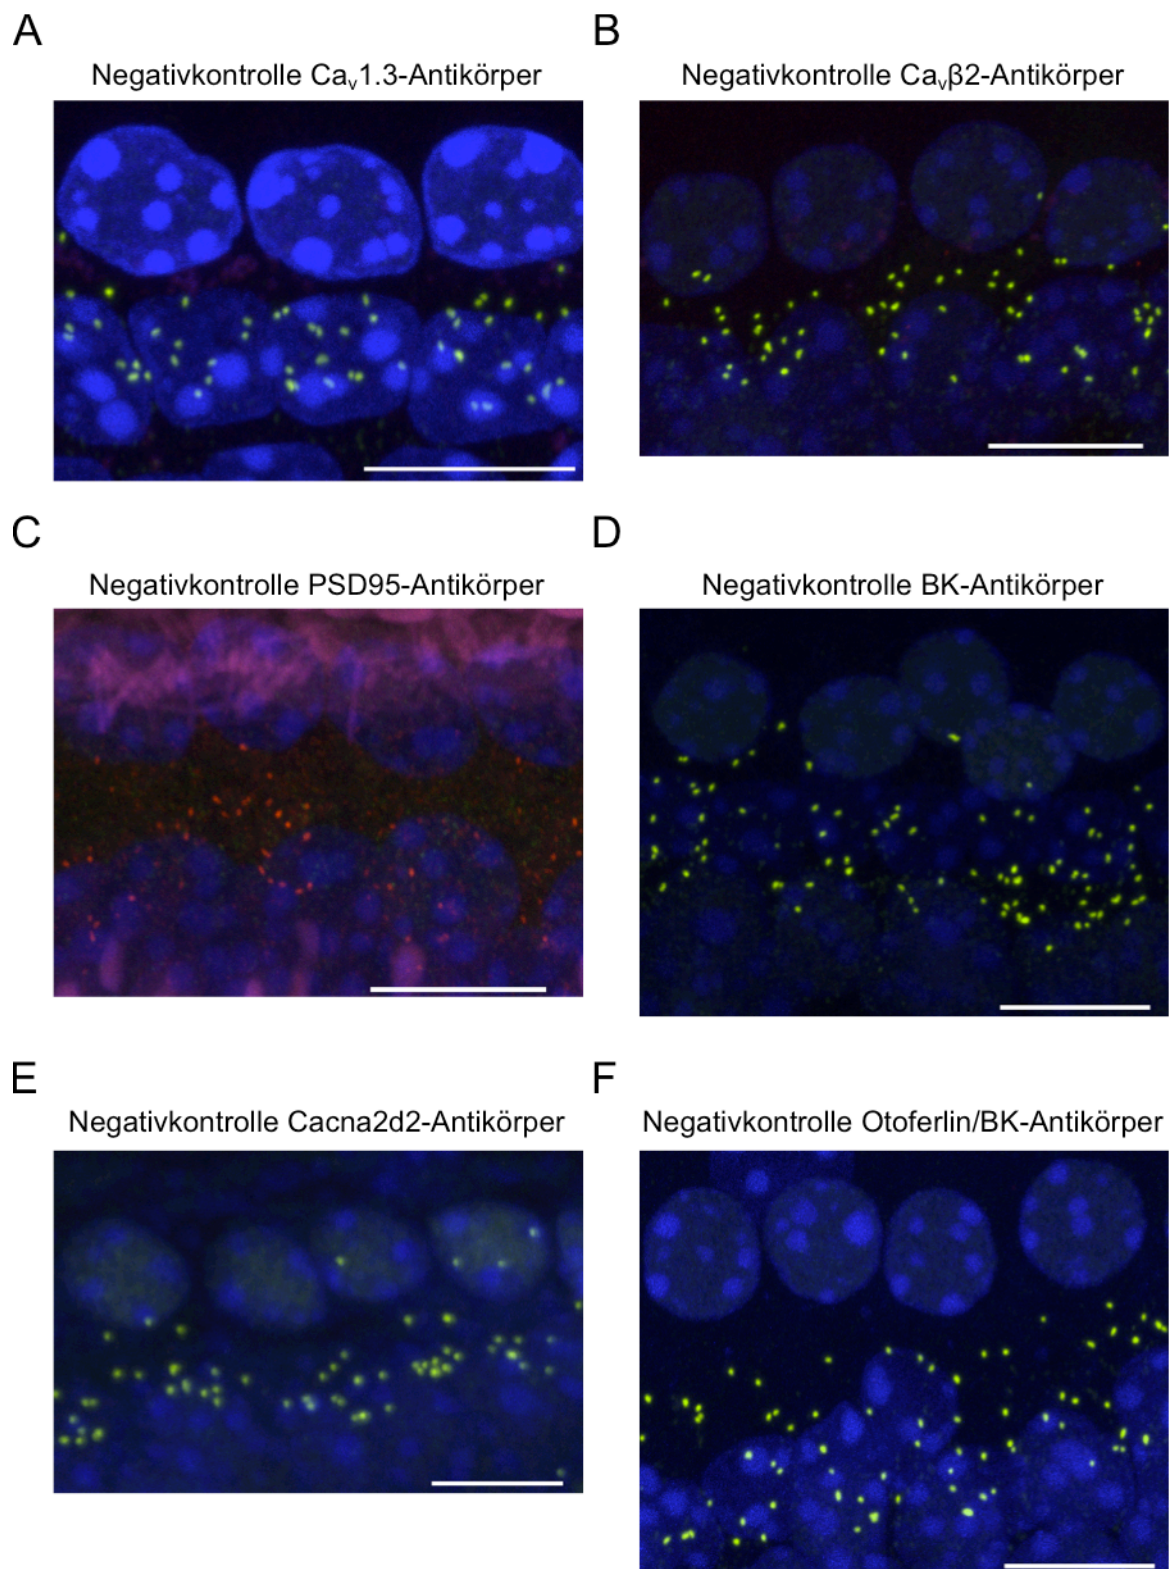 A
Negativkontrolle Cav1.3-Antikörper
B
Negativkontrolle Cavβ2-Antikörper
C
Negativkontrolle PSD95-Antikörper
D
Negativkontrolle BK-Antikörper
E
Negativkontrolle Cacna2d2-Antikörper
F
Negativkontrolle Otoferlin/BK-Antikörper